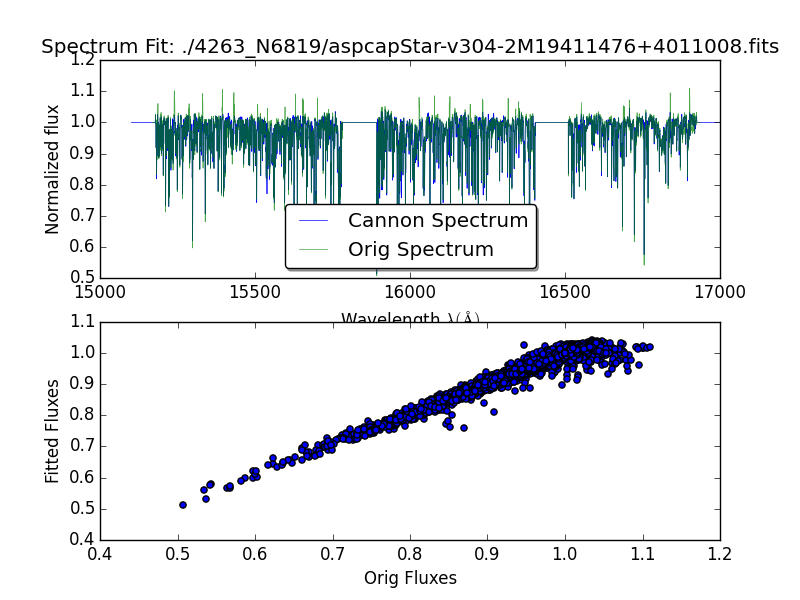 Spectrum Fit: ./4263_N6819/aspcapStar-v304-2M19411476+4011008.fits
1.2
1.1
1.0
0.9
0.8
0.7
0.6
0.5
Normalized flux
Cannon Spectrum
Orig Spectrum
15000 15500 16000 16500 17000
Wavelength λ(Å)
1.1
1.0
0.9
0.8
0.7
0.6
0.5
0.4
Fitted Fluxes
0.4 0.5 0.6 0.7 0.8 0.9 1.0 1.1 1.2
Orig Fluxes